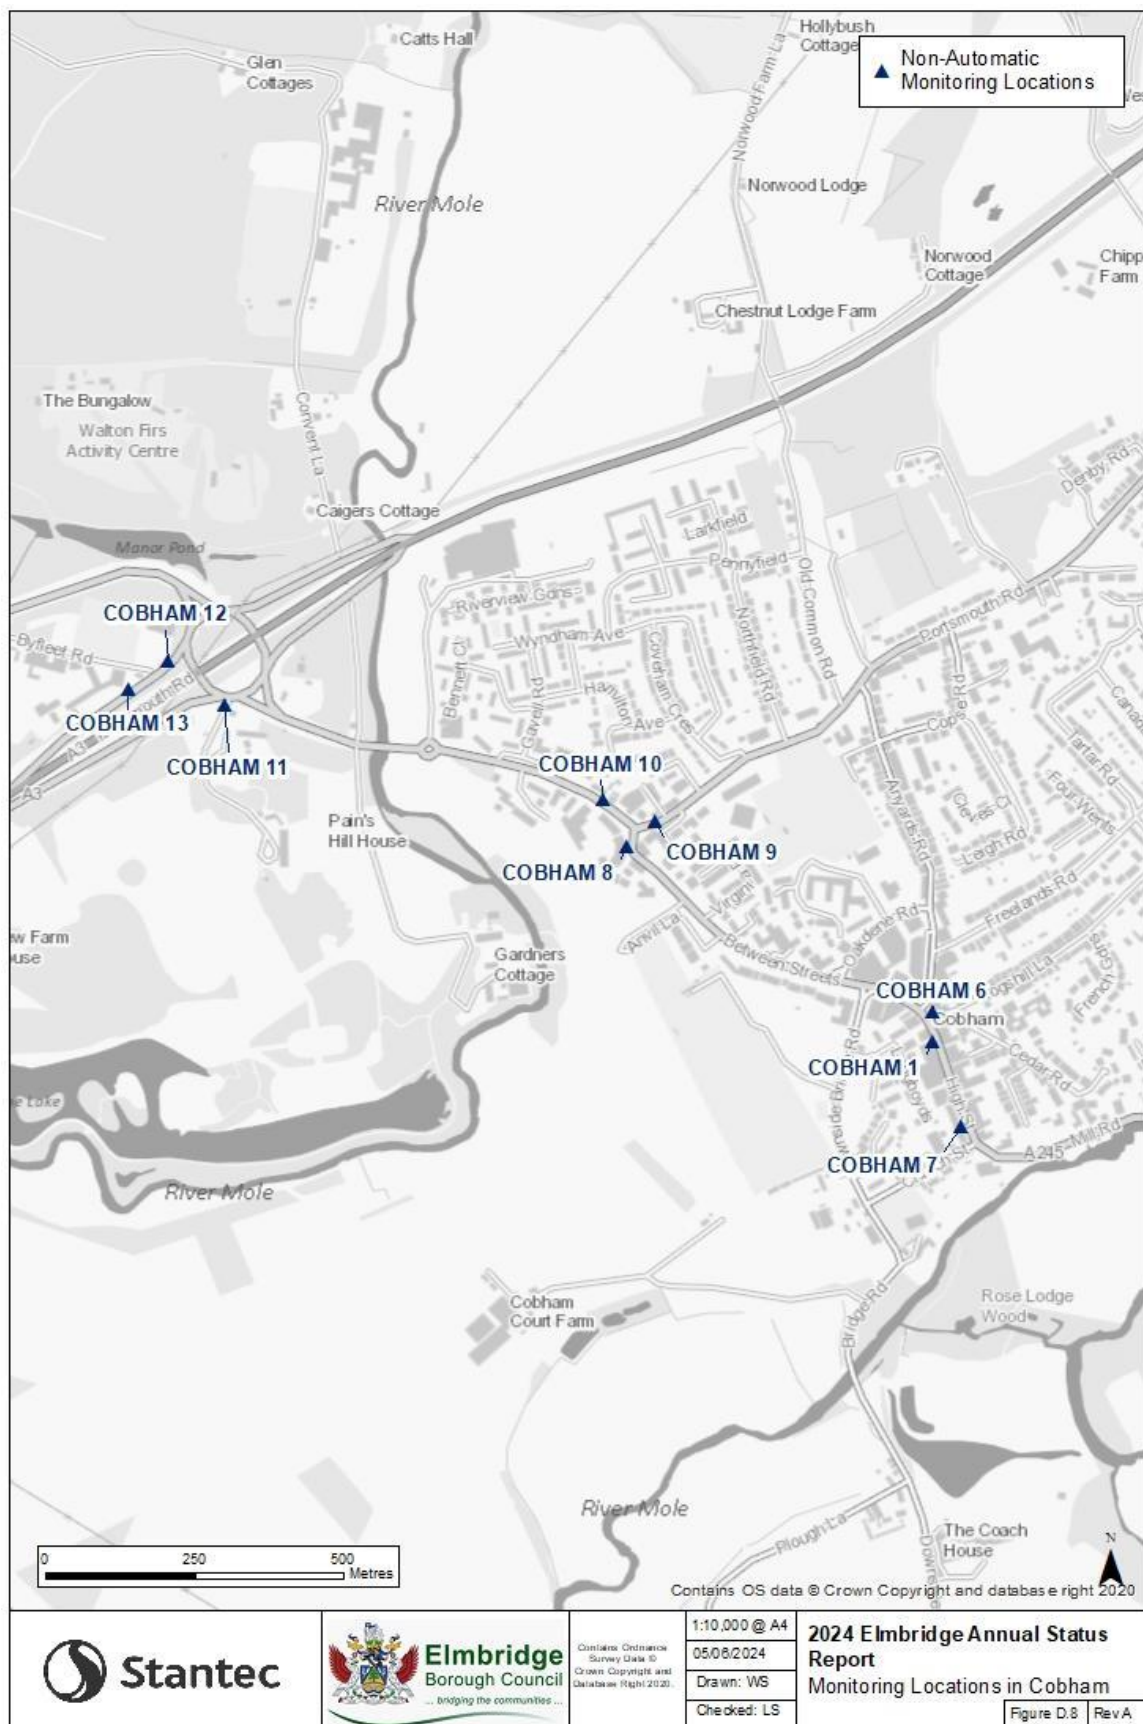 Catts Hall
Glen
Cottages
Hollybush
Cottage
Non-Automatic
Monitoring Locations
Norwood Farm La
River Mole
Norwood Lodge
Norwood
Cottage
Farm
Chestnut Lodge Farm
The Bungalow
Walton Firs
Activity Centre
Convent La
Caigers Cottage
Manor Pond
Denby Rd
Larkfield
Pennyfield
Old Common Rd
Riverview Gdns
Portsmouth Rd
COBHAM 12
Byfleet Rd
Wyndham Ave
Northfield Rd
Coverham Cres
Bennett Cl
Hamilton Ave
Gavell Rd
Copse Rd
COBHAM 13
A3
COBHAM 11
A3
COBHAM 10
Tartar Rd
Four Wents
Anyards Rd
Leigh Rd
Pain's
Hill House
COBHAM 9
COBHAM 8
Freelands Rd
Anvil La
Oakdene Rd
Between Streets
Farm
Gardners
Cottage
French Gdns
COBHAM 6
Cobham
COBHAM 1
Cedar Rd
High St
COBHAM 7
A245
Mill Rd
River Mole
Rose Lodge
Wood
Cobham
Court Farm
Bridge Rd
River Mole
Plough La
The Coach
House
N
0 250 500
Metres
Contains OS data © Crown Copyright and database right 2020
Stantec
Elmbridge
Borough Council
... bridging the communities ...
Contains Ordnance
Survey Data ©
Crown Copyright and
Database Right 2020.
1:10,000 @ A4
05/06/2024
Drawn: WS
Checked: LS
2024 Elmbridge Annual Status
Report
Monitoring Locations in Cobham
Figure D.8
Rev A